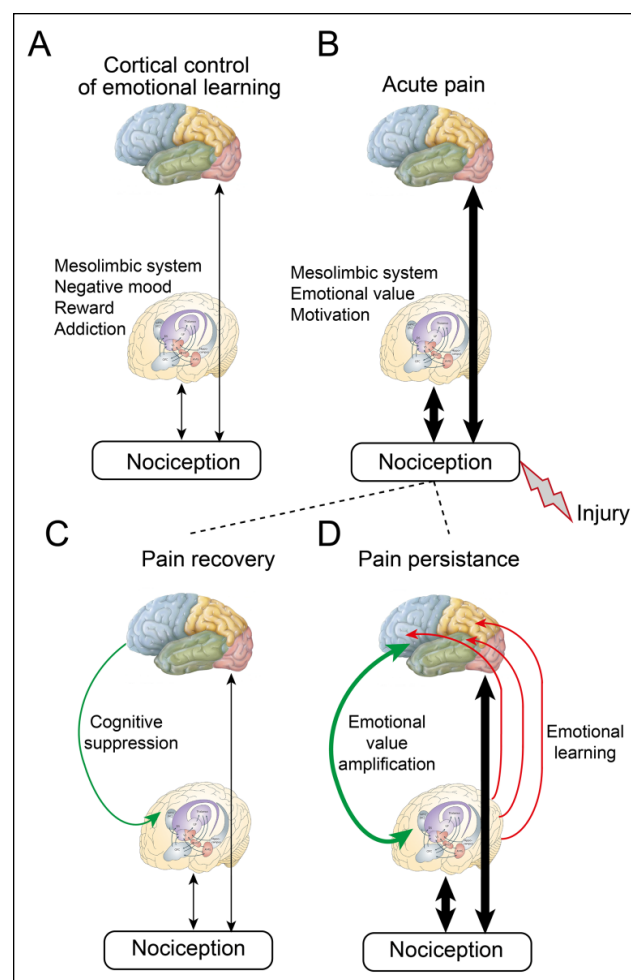 A
Cortical control
of emotional learning
Mesolimbic system
Negative mood
Reward
Addiction
Nociception
B
Acute pain
Mesolimbic system
Emotional value
Motivation
Nociception
Injury
C
Pain recovery
Cognitive
suppression
Nociception
D
Pain persistance
Emotional
value
amplification
Emotional
learning
Nociception